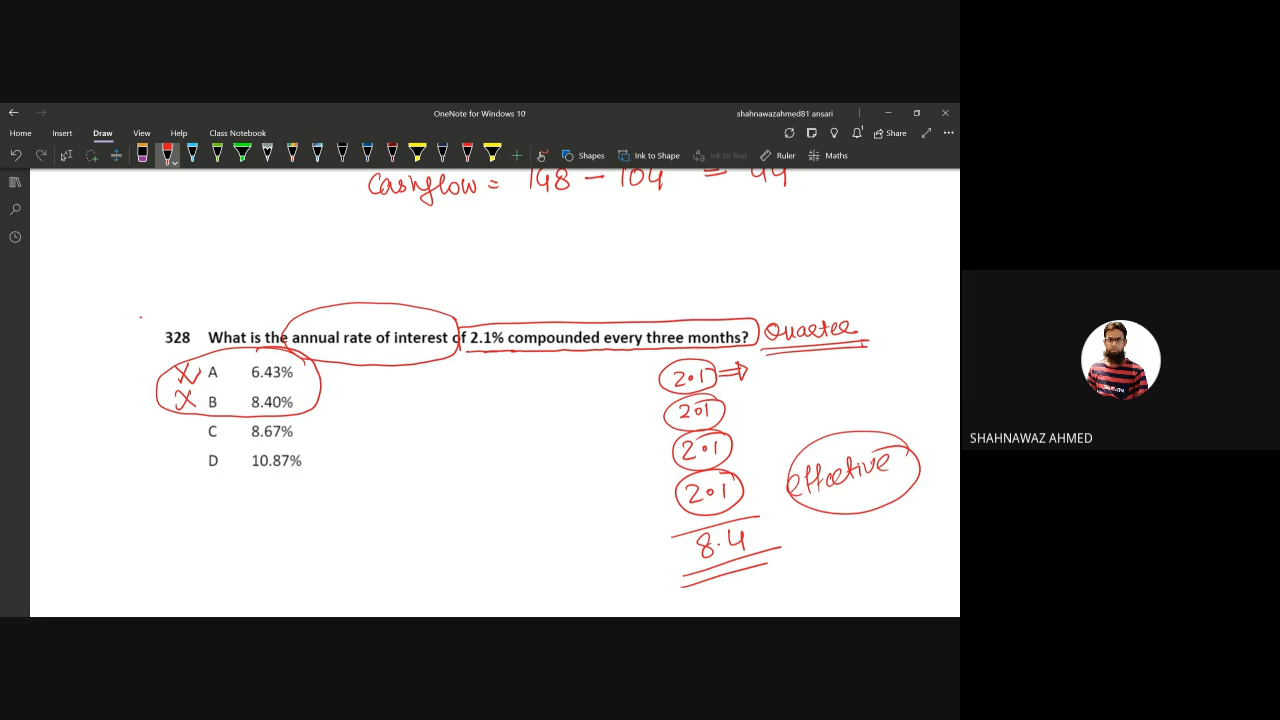 OneNote for Windows 10
shahnawazahmed81 ansari
Home Insert Draw View Help Class Notebook
Share
Shapes Ink to Shape Ink to Text Ruler Maths
Cashflow = 148 - 104 = 44
328 What is the annual rate of interest of 2.1% compounded every three months? Quarter
A 6.43%
B 8.40%
C 8.67%
D 10.87%
2.1 ⇒
2.1
2.1
2.1
8.4
effective
SHAHNAWAZ AHMED